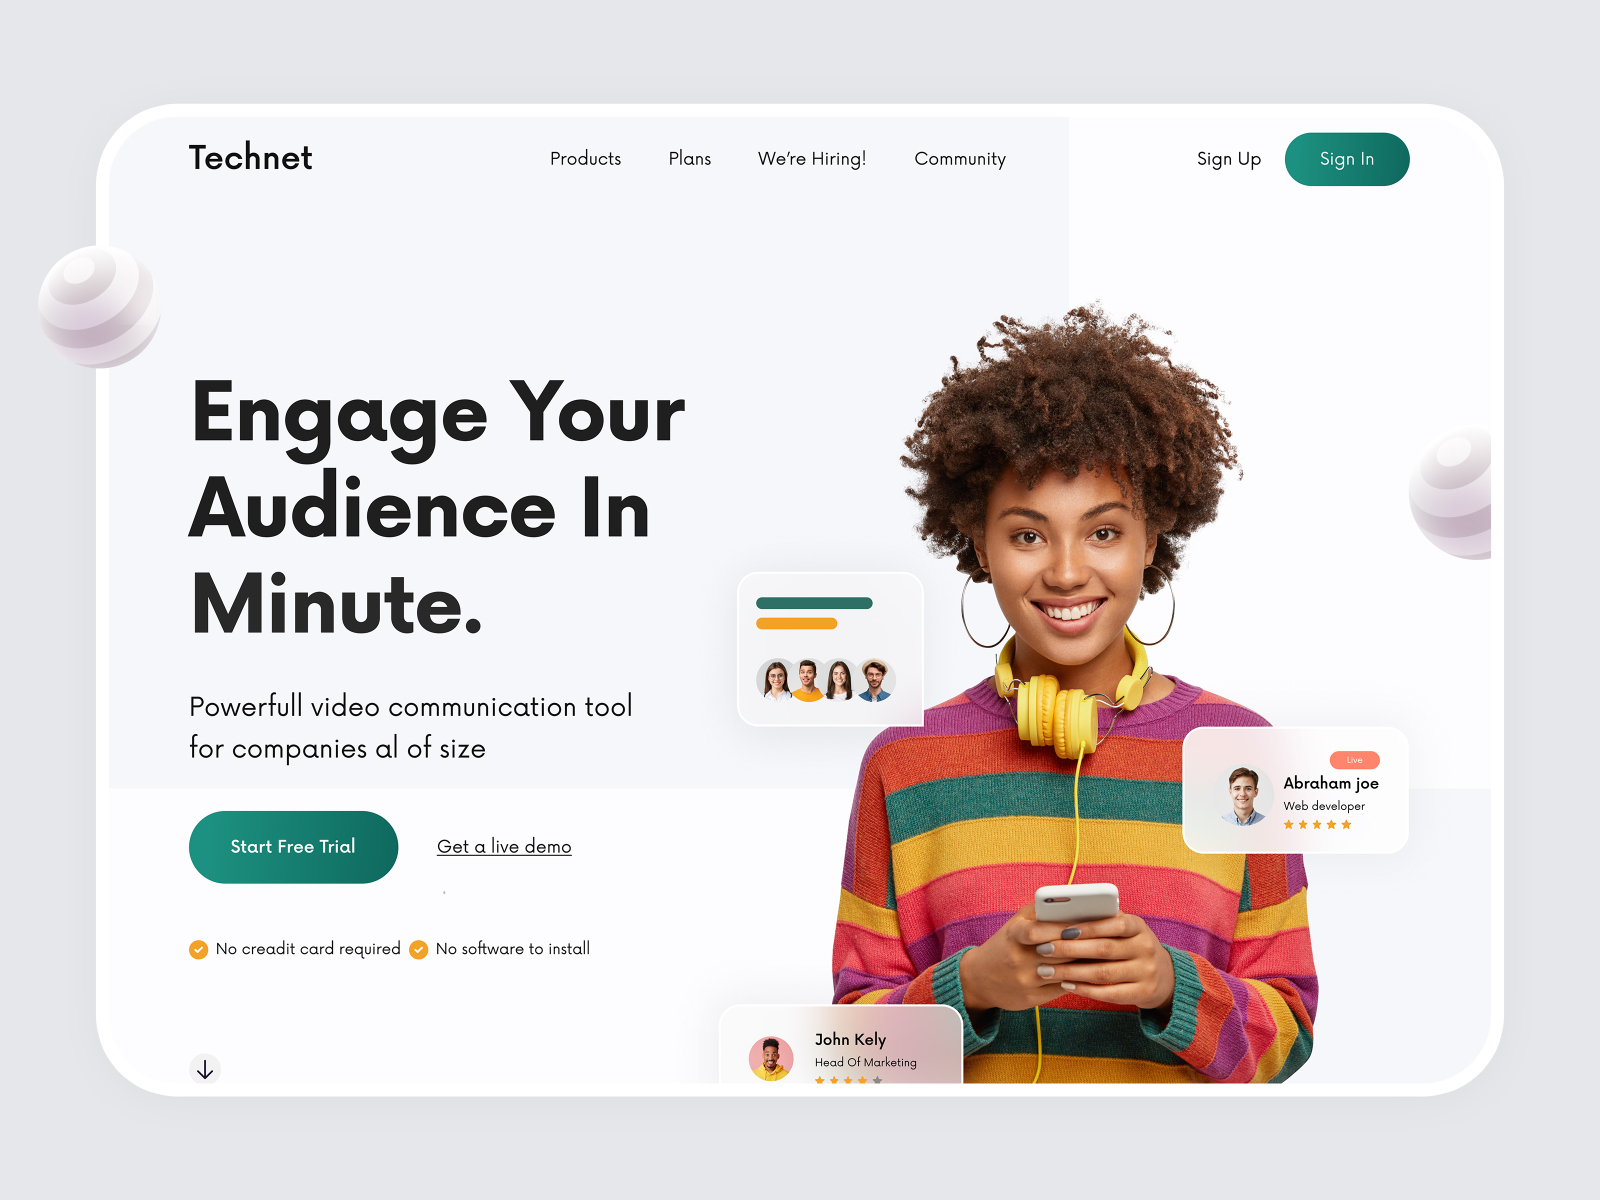 Technet
Products
Plans
We're Hiring!
Community
Sign Up
Sign In
Engage Your
Audience In
Minute.
Powerfull video communication tool
for companies al of size
Start Free Trial
Get a live demo
No creadit card required
No software to install
Live
Abraham joe
Web developer
John Kely
Head Of Marketing